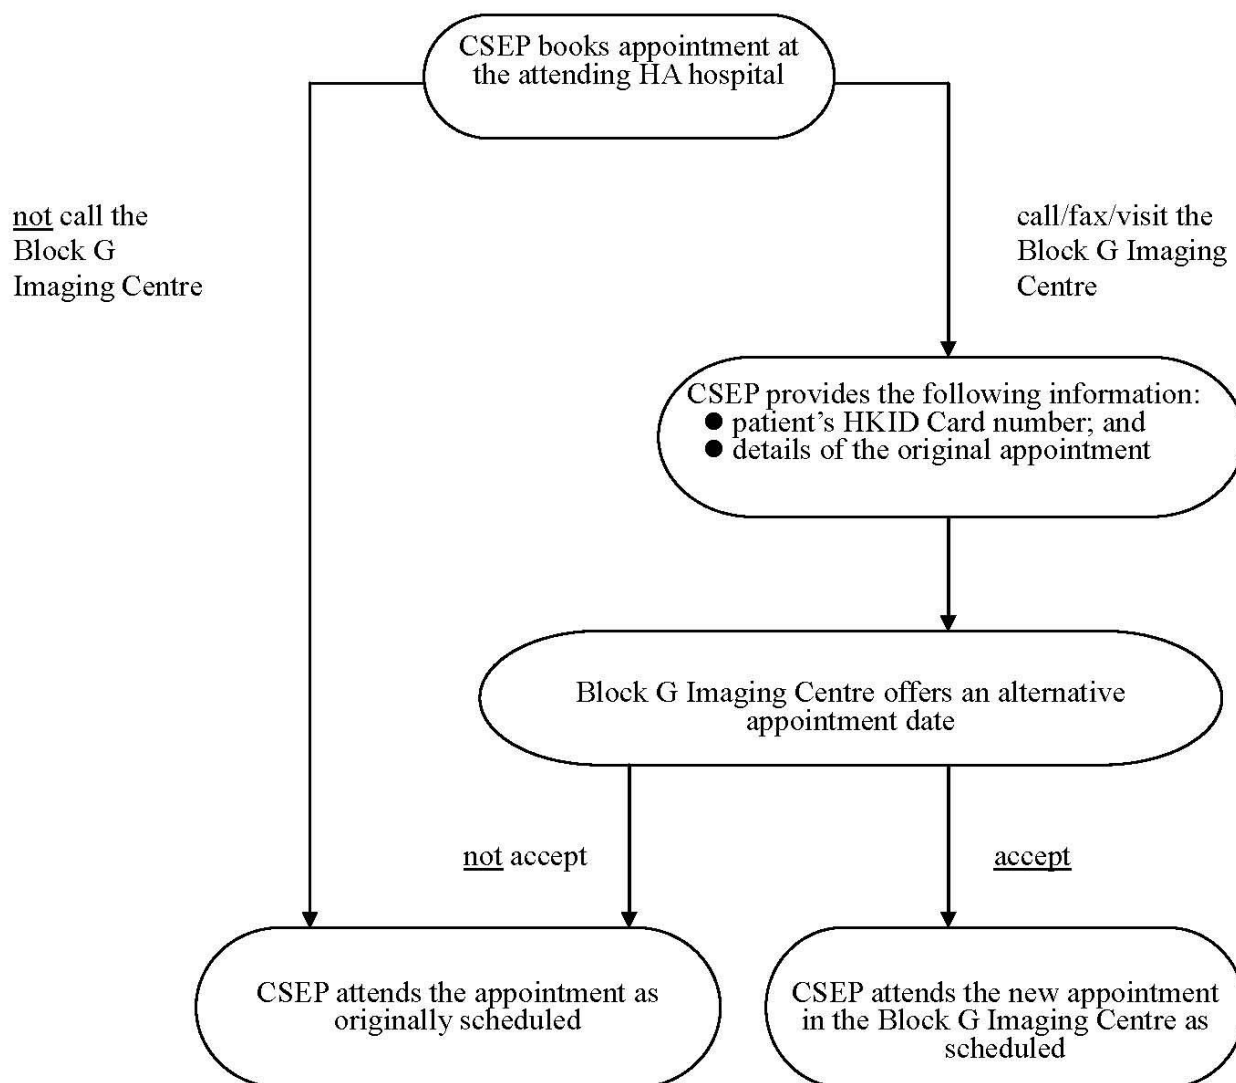 CSEP books appointment at
the attending HA hospital
not call the
Block G
Imaging Centre
call/fax/visit the
Block G Imaging
Centre
CSEP provides the following information:
● patient's HKID Card number; and
● details of the original appointment
Block G Imaging Centre offers an alternative
appointment date
not accept
accept
CSEP attends the appointment as
originally scheduled
CSEP attends the new appointment
in the Block G Imaging Centre as
scheduled